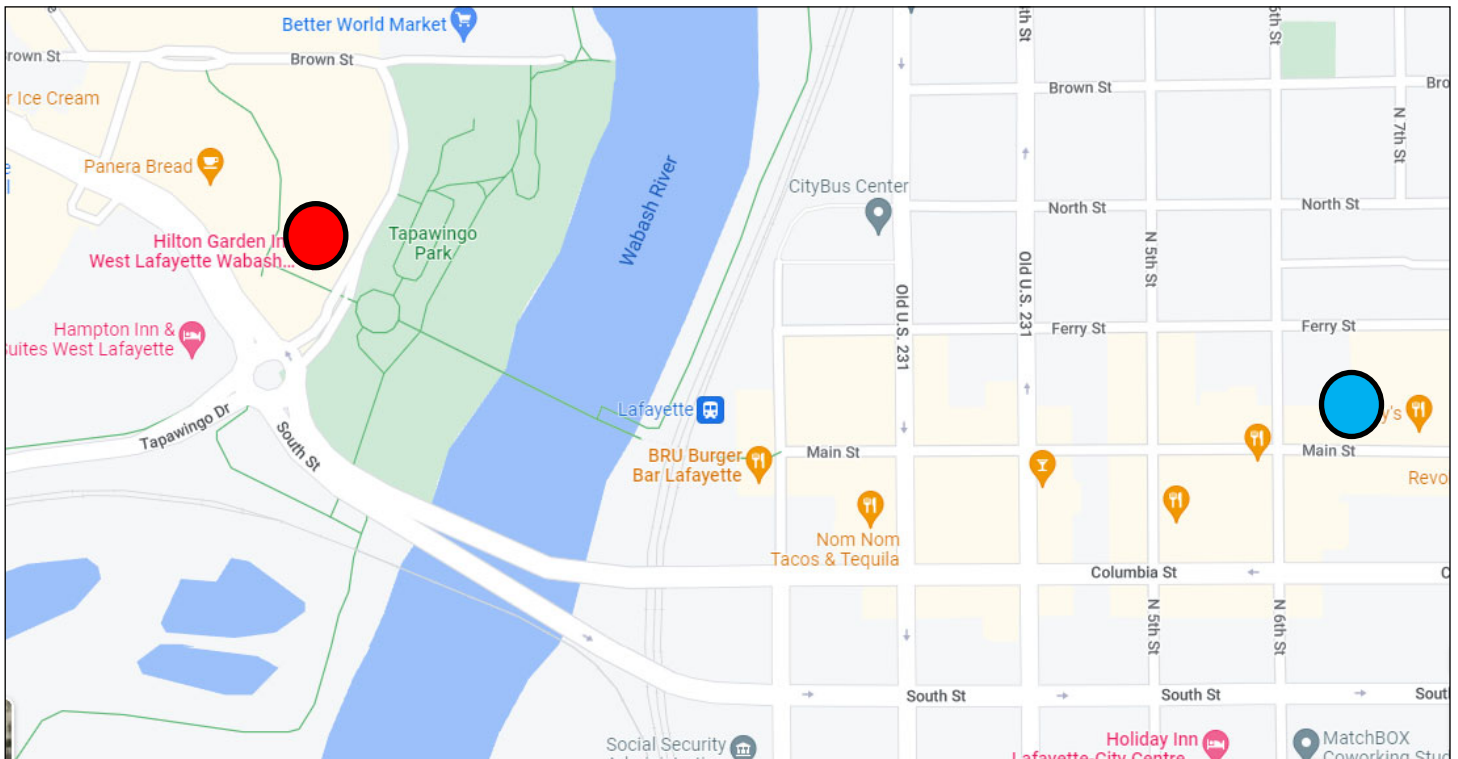 Better World Market
rown St
Brown St
r Ice Cream
Panera Bread
Hilton Garden In
West Lafayette Wabash...
Tapawingo
Park
Hampton Inn &
Suites West Lafayette
Tapawingo Dr
South St
Wabash River
CityBus Center
Lafayette
BRU Burger
Bar Lafayette
Nom Nom
Tacos & Tequila
Main St
Old U.S. 231
Old U.S. 231
Brown St
Bro
North St
North St
N 5th St
N 7th St
Ferry St
Ferry St
y's
Main St
Revo
Columbia St
C
N 5th St
N 6th St
South St
South St
Sout
Social Security
Holiday Inn
Lafayette-City Centre
MatchBOX
Coworking Stud